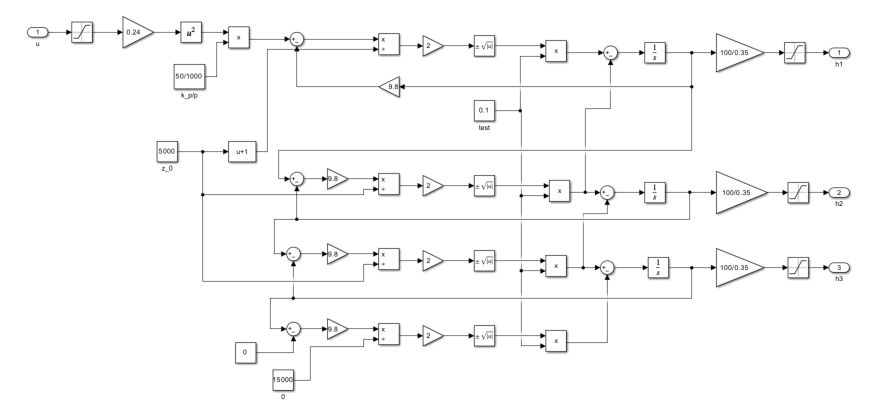 1
u
0.24
u²
x
50/1000
k_p/p
+
-
x
÷
2
± √|u|
x
+
-
1
s
100/0.35
1
h1
9.8
0.1
test
5000
z_0
u+1
+
-
9.8
x
÷
2
± √|u|
x
+
-
1
s
100/0.35
2
h2
+
-
9.8
x
÷
2
± √|u|
x
+
-
1
s
100/0.35
3
h3
+
-
9.8
x
÷
2
± √|u|
x
0
15000
0